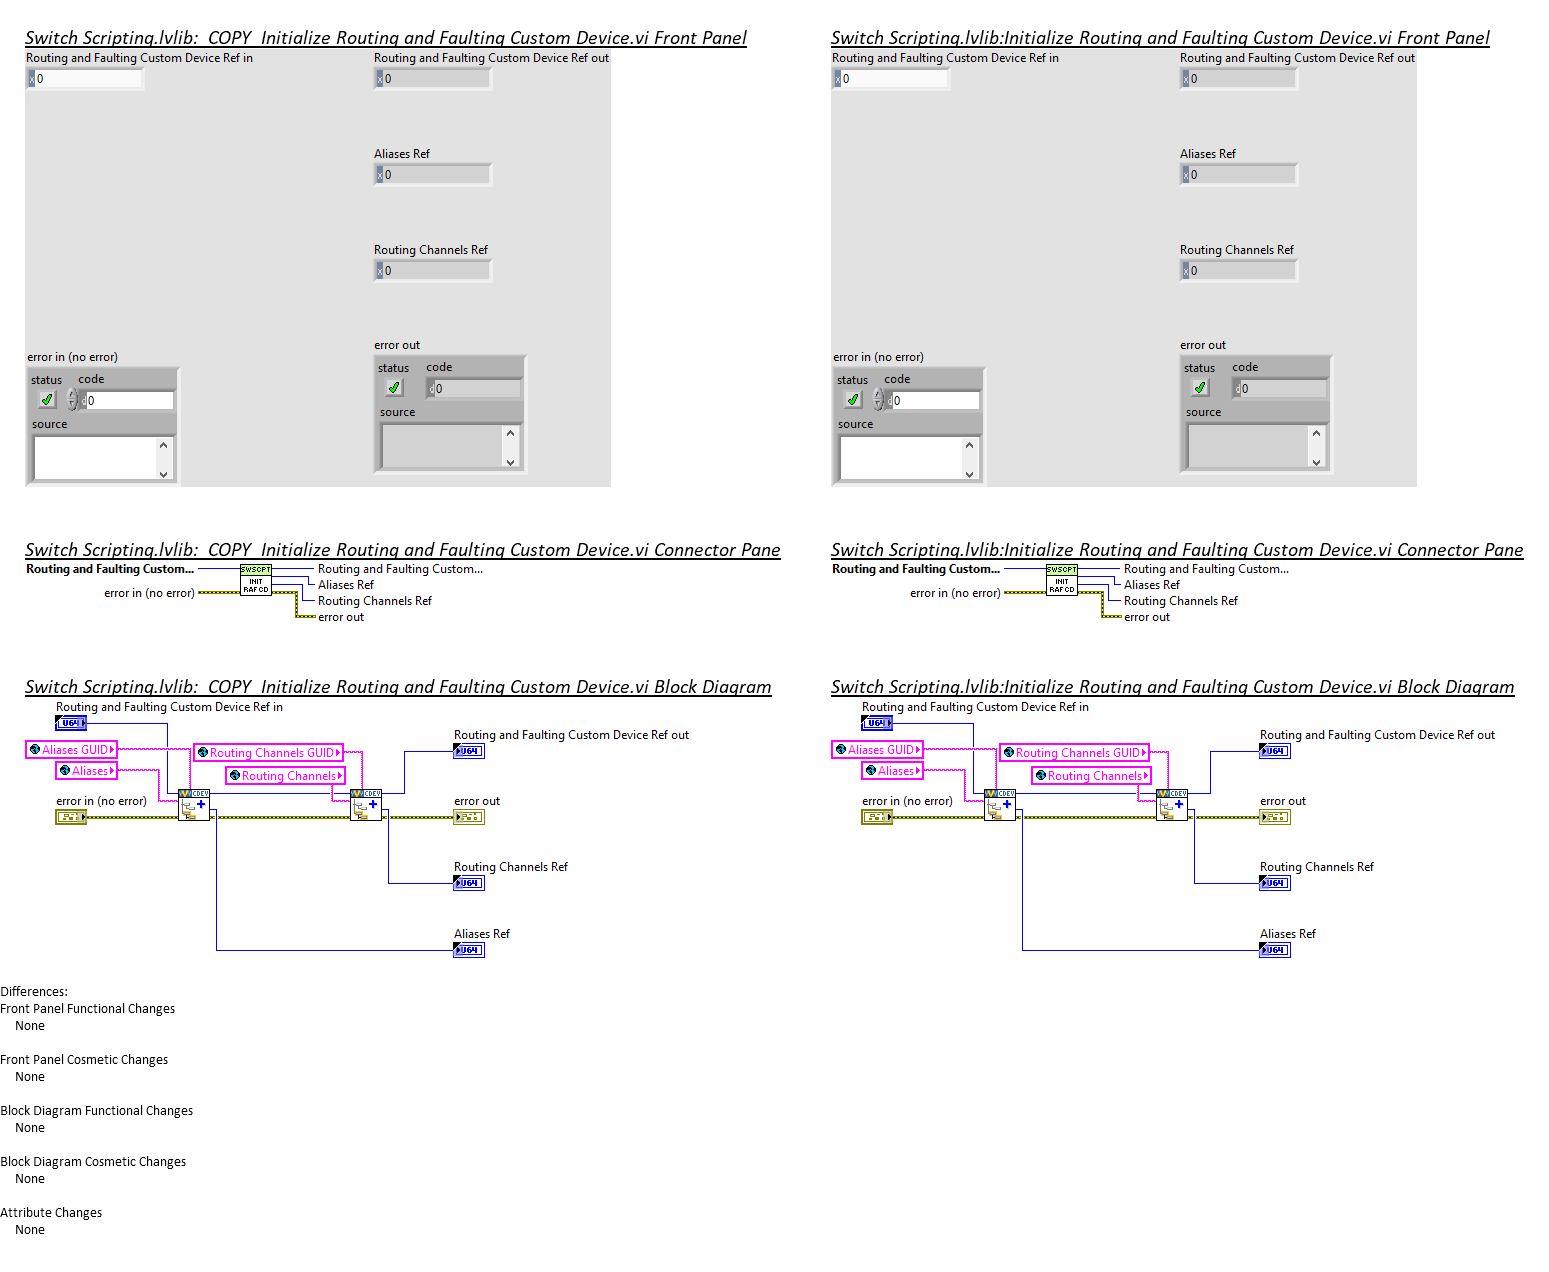 Switch Scripting.lvlib:  COPY  Initialize Routing and Faulting Custom Device.vi Front Panel
Routing and Faulting Custom Device Ref in
x 0
Routing and Faulting Custom Device Ref out
x 0
Aliases Ref
x 0
Routing Channels Ref
x 0
error in (no error)
status
code
d 0
source
error out
status
code
d 0
source
Switch Scripting.lvlib:Initialize Routing and Faulting Custom Device.vi Front Panel
Routing and Faulting Custom Device Ref in
x 0
Routing and Faulting Custom Device Ref out
x 0
Aliases Ref
x 0
Routing Channels Ref
x 0
error in (no error)
status
code
d 0
source
error out
status
code
d 0
source
Switch Scripting.lvlib:  COPY  Initialize Routing and Faulting Custom Device.vi Connector Pane
Routing and Faulting Custom...
error in (no error)
SWSCPT
INIT
RAF CD
Routing and Faulting Custom...
Aliases Ref
Routing Channels Ref
error out
Switch Scripting.lvlib:Initialize Routing and Faulting Custom Device.vi Connector Pane
Routing and Faulting Custom...
error in (no error)
SWSCPT
INIT
RAF CD
Routing and Faulting Custom...
Aliases Ref
Routing Channels Ref
error out
Switch Scripting.lvlib:  COPY  Initialize Routing and Faulting Custom Device.vi Block Diagram
Routing and Faulting Custom Device Ref in
U64
Aliases GUID
Routing Channels GUID
Aliases
Routing Channels
error in (no error)
CDEV
CDEV
Routing and Faulting Custom Device Ref out
U64
error out
Routing Channels Ref
U64
Aliases Ref
U64
Switch Scripting.lvlib:Initialize Routing and Faulting Custom Device.vi Block Diagram
Routing and Faulting Custom Device Ref in
U64
Aliases GUID
Routing Channels GUID
Aliases
Routing Channels
error in (no error)
CDEV
CDEV
Routing and Faulting Custom Device Ref out
U64
error out
Routing Channels Ref
U64
Aliases Ref
U64
Differences:
Front Panel Functional Changes
None
Front Panel Cosmetic Changes
None
Block Diagram Functional Changes
None
Block Diagram Cosmetic Changes
None
Attribute Changes
None